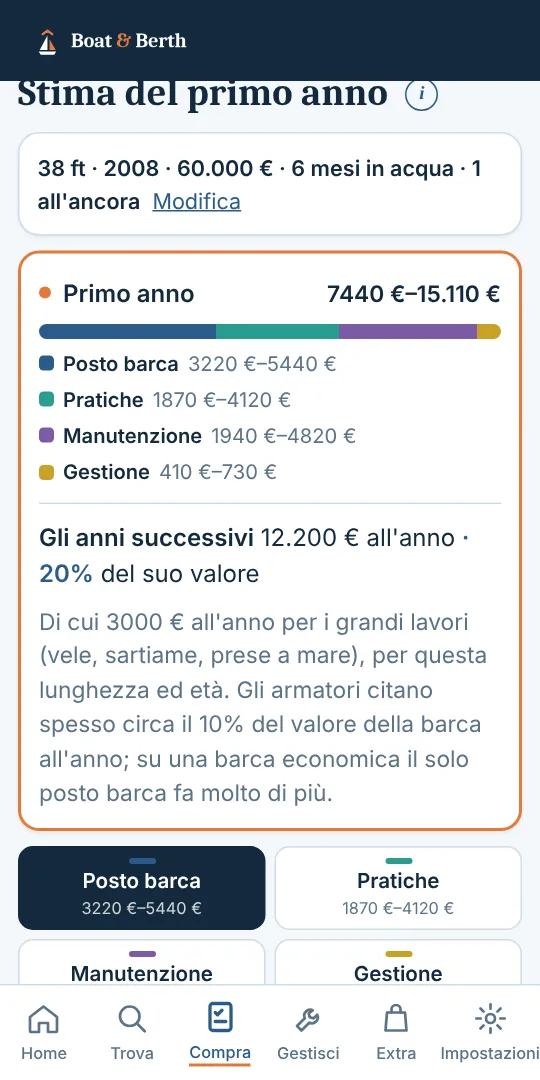 Boat & Berth
Stima del primo anno i
38 ft · 2008 · 60.000 € · 6 mesi in acqua · 1
all'ancora Modifica
Primo anno 7440 €–15.110 €
Posto barca 3220 €–5440 €
Pratiche 1870 €–4120 €
Manutenzione 1940 €–4820 €
Gestione 410 €–730 €
Gli anni successivi 12.200 € all'anno ·
20% del suo valore
Di cui 3000 € all'anno per i grandi lavori
(vele, sartiame, prese a mare), per questa
lunghezza ed età. Gli armatori citano
spesso circa il 10% del valore della barca
all'anno; su una barca economica il solo
posto barca fa molto di più.
Posto barca Pratiche
3220 €–5440 € 1870 €–4120 €
Manutenzione Gestione
Home Trova Compra Gestisci Extra Impostazioni